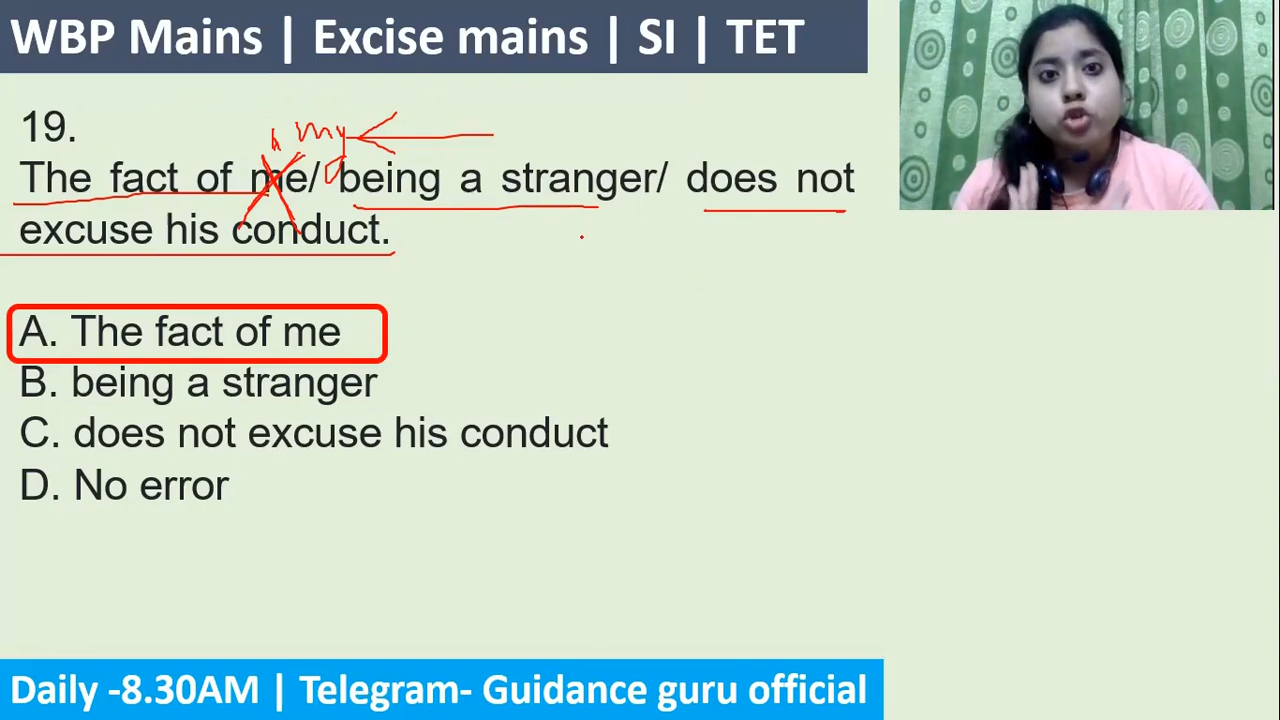 WBP Mains | Excise mains | SI | TET
19.
my
The fact of me/ being a stranger/ does not
excuse his conduct.
A. The fact of me
B. being a stranger
C. does not excuse his conduct
D. No error
Daily -8.30AM | Telegram- Guidance guru official